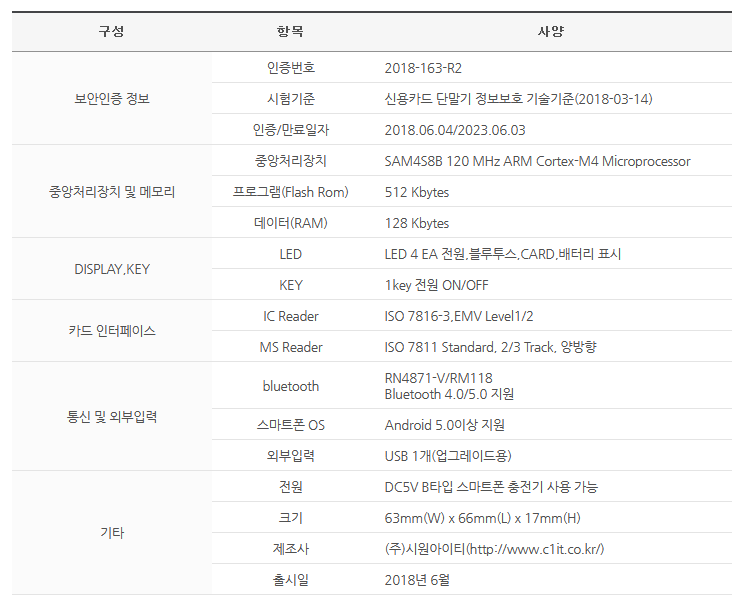 구성 항목 사양
보안인증 정보
인증번호 2018-163-R2
시험기준 신용카드 단말기 정보보호 기술기준(2018-03-14)
인증/만료일자 2018.06.04/2023.06.03
중앙처리장치 및 메모리
중앙처리장치 SAM4S8B 120 MHz ARM Cortex-M4 Microprocessor
프로그램(Flash Rom) 512 Kbytes
데이터(RAM) 128 Kbytes
DISPLAY,KEY
LED LED 4 EA 전원,블루투스,CARD,배터리 표시
KEY 1key 전원 ON/OFF
카드 인터페이스
IC Reader ISO 7816-3,EMV Level1/2
MS Reader ISO 7811 Standard, 2/3 Track, 양방향
통신 및 외부입력
bluetooth RN4871-V/RM118
Bluetooth 4.0/5.0 지원
스마트폰 OS Android 5.0이상 지원
외부입력 USB 1개(업그레이드용)
기타
전원 DC5V B타입 스마트폰 충전기 사용 가능
크기 63mm(W) x 66mm(L) x 17mm(H)
제조사 (주)시원아이티(http://www.c1it.co.kr/)
출시일 2018년 6월